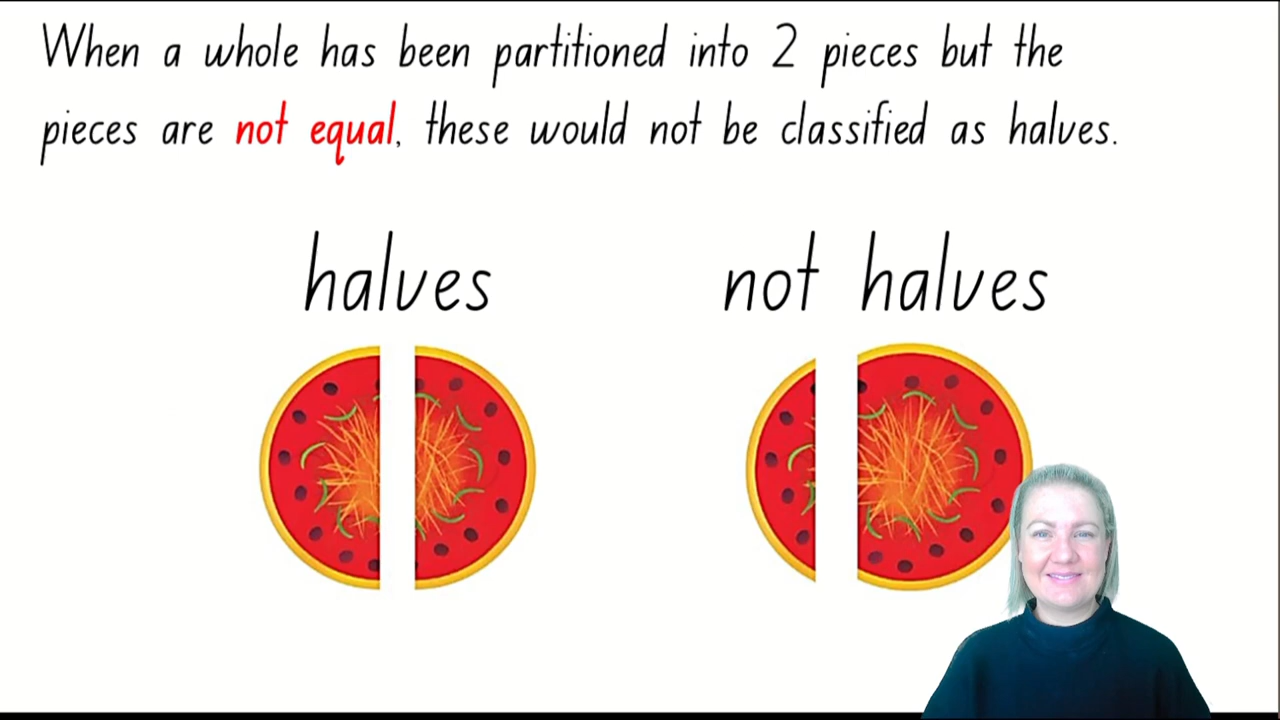 When a whole has been partitioned into 2 pieces but the
pieces are not equal, these would not be classified as halves.
halves
not halves